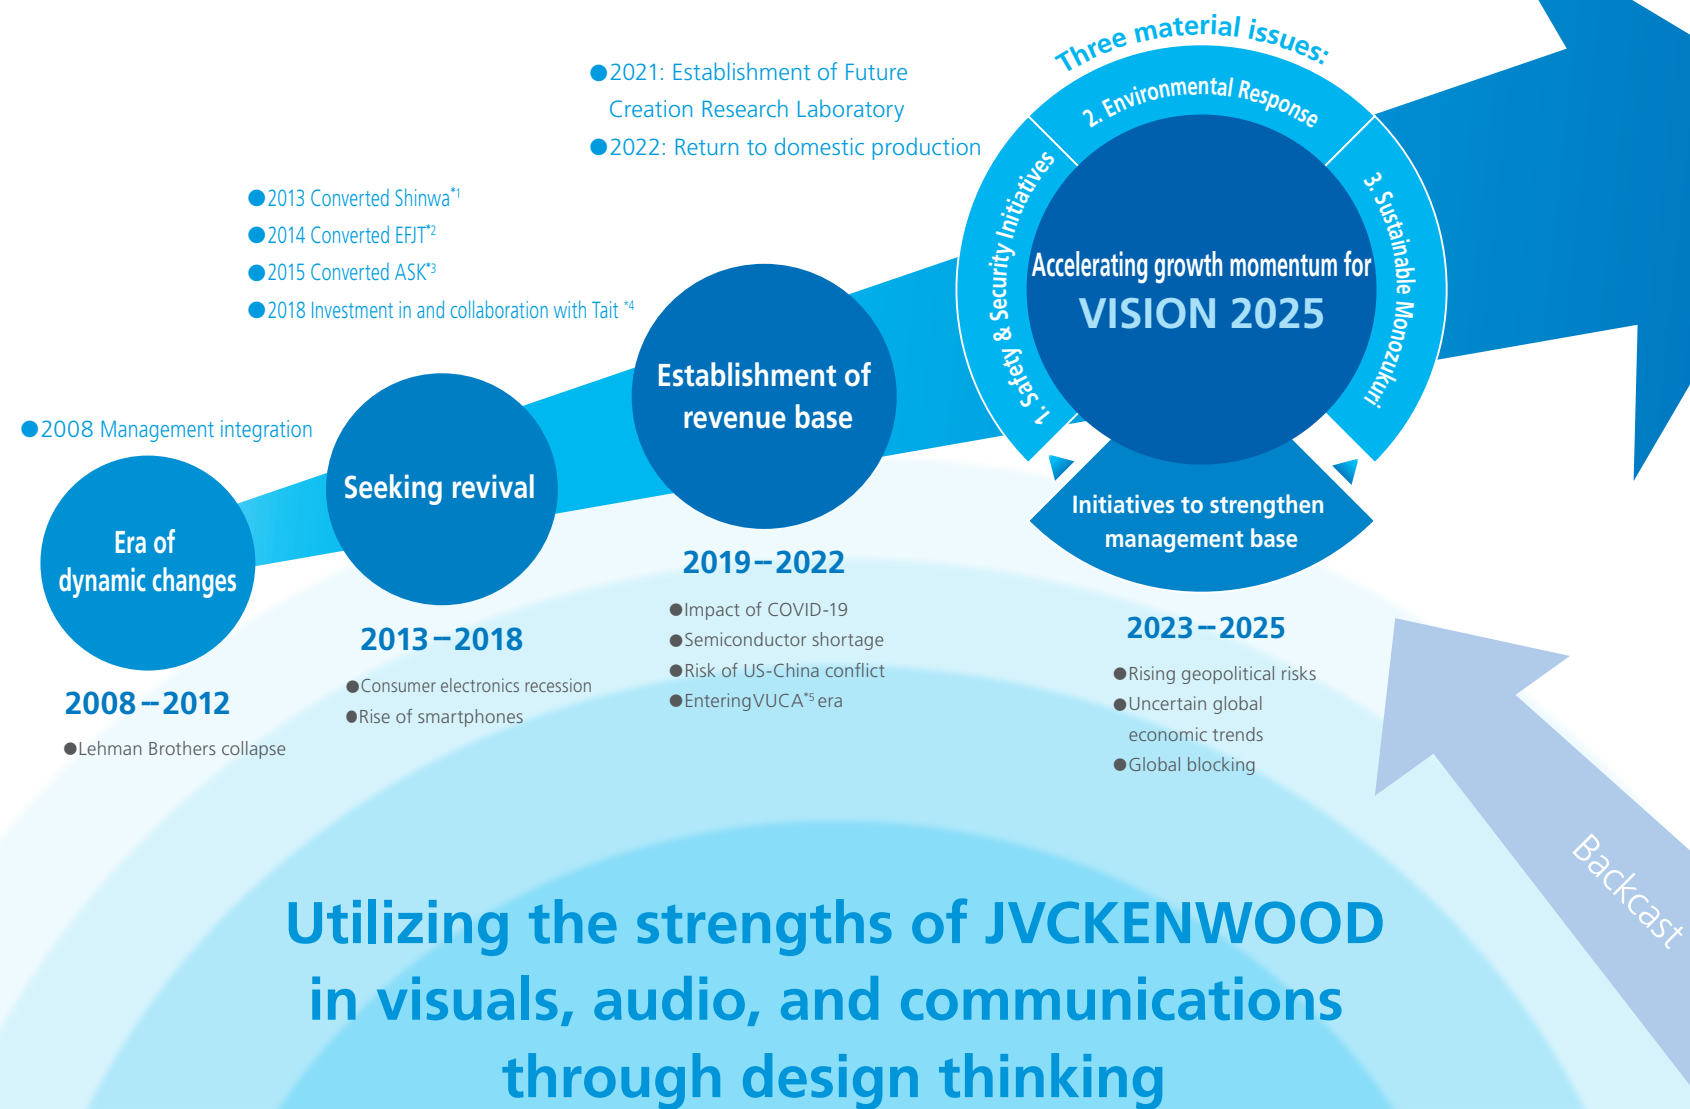 Three material issues:
1. Safety & Security Initiatives
2. Environmental Response
3. Sustainable Monozukuri
Accelerating growth momentum for
VISION 2025
Initiatives to strengthen
management base
●2021: Establishment of Future
Creation Research Laboratory
●2022: Return to domestic production
●2013 Converted Shinwa*1
●2014 Converted EFJT*2
●2015 Converted ASK*3
●2018 Investment in and collaboration with Tait *4
●2008 Management integration
Era of
dynamic changes
Seeking revival
Establishment of
revenue base
2008–2012
●Lehman Brothers collapse
2013–2018
●Consumer electronics recession
●Rise of smartphones
2019–2022
●Impact of COVID-19
●Semiconductor shortage
●Risk of US-China conflict
●Entering VUCA*5 era
2023–2025
●Rising geopolitical risks
●Uncertain global
economic trends
●Global blocking
Backcast
Utilizing the strengths of JVCKENWOOD
in visuals, audio, and communications
through design thinking